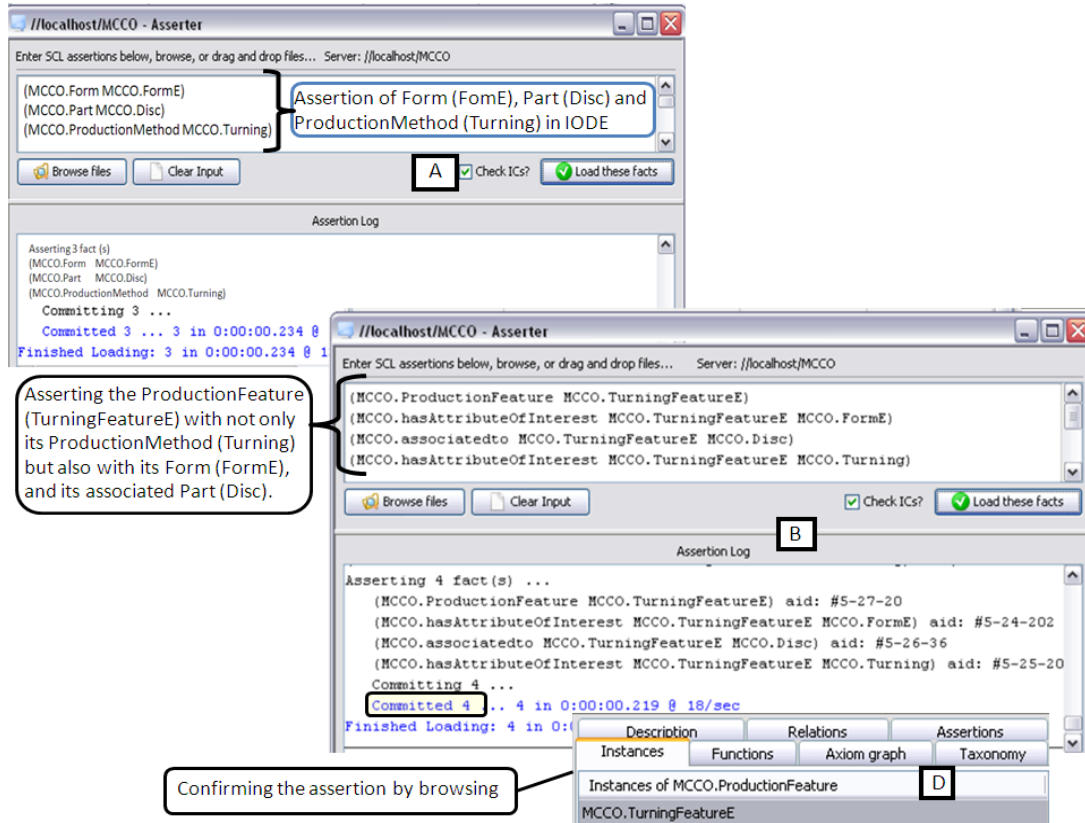 //localhost/MCCO - Asserter
Enter SCL assertions below, browse, or drag and drop files... Server: //localhost/MCCO
(MCCO.Form MCCO.FormE)
(MCCO.Part MCCO.Disc)
(MCCO.ProductionMethod MCCO.Turning)
Assertion of Form (FomE), Part (Disc) and
ProductionMethod (Turning) in IODE
Browse files
Clear Input
A
Check ICs?
Load these facts
Assertion Log
Asserting 3 fact (s)
(MCCO.Form MCCO.FormE)
(MCCO.Part MCCO.Disc)
(MCCO.ProductionMethod MCCO.Turning)
Committing 3 ...
Committed 3 ... 3 in 0:00:00.234 @
Finished Loading: 3 in 0:00:00.234 @ 1
Asserting the ProductionFeature
(TurningFeatureE) with not only
its ProductionMethod (Turning)
but also with its Form (FormE),
and its associated Part (Disc).
//localhost/MCCO - Asserter
Enter SCL assertions below, browse, or drag and drop files... Server: //localhost/MCCO
(MCCO.ProductionFeature MCCO.TurningFeatureE)
(MCCO.hasAttributeOfInterest MCCO.TurningFeatureE MCCO.FormE)
(MCCO.associatedto MCCO.TurningFeatureE MCCO.Disc)
(MCCO.hasAttributeOfInterest MCCO.TurningFeatureE MCCO.Turning)
Browse files
Clear Input
Check ICs?
Load these facts
B
Assertion Log
Asserting 4 fact(s) ...
(MCCO.ProductionFeature MCCO.TurningFeatureE) aid: #5-27-20
(MCCO.hasAttributeOfInterest MCCO.TurningFeatureE MCCO.FormE) aid: #5-24-202
(MCCO.associatedto MCCO.TurningFeatureE MCCO.Disc) aid: #5-26-36
(MCCO.hasAttributeOfInterest MCCO.TurningFeatureE MCCO.Turning) aid: #5-25-20
Committing 4 ...
Committed 4 ... 4 in 0:00:00.219 @ 18/sec
Finished Loading: 4 in 0:0
Description
Relations
Assertions
Instances
Functions
Axiom graph
Taxonomy
Confirming the assertion by browsing
Instances of MCCO.ProductionFeature
D
MCCO.TurningFeatureE